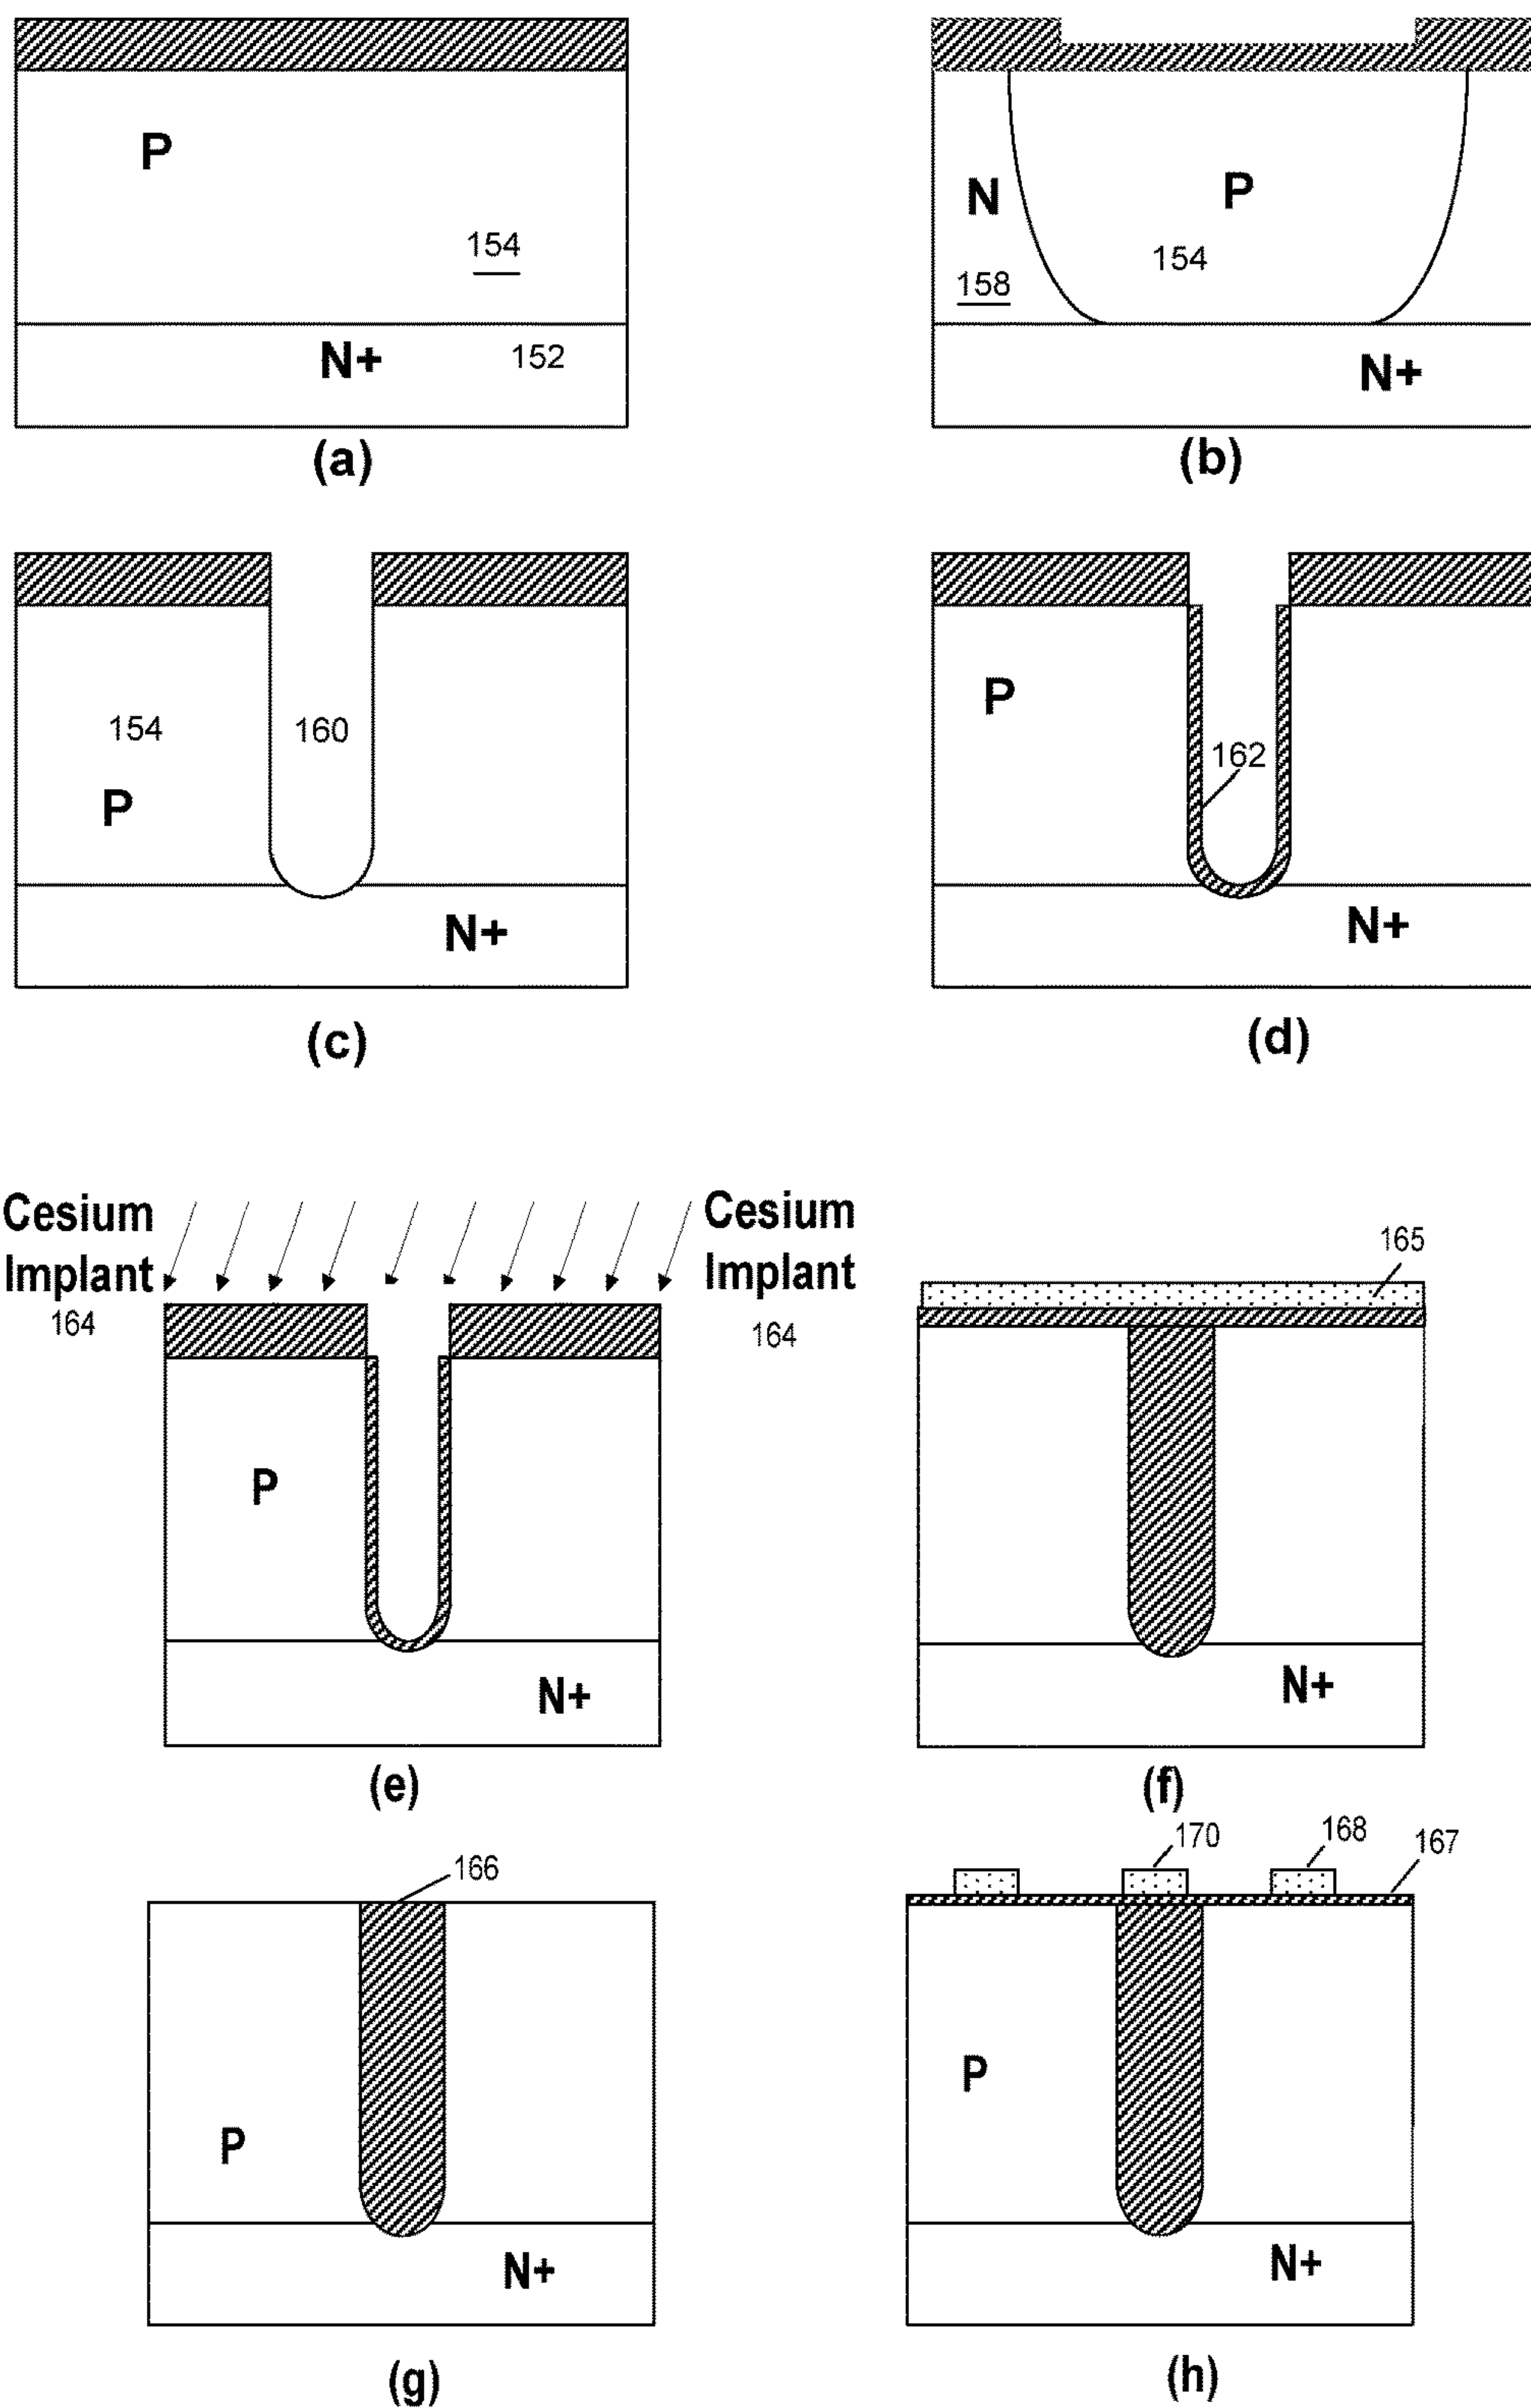 P
154
N+ 152
(a)
N
P
154
158
N+
(b)
154
160
P
N+
(c)
P
162
N+
(d)
Cesium
Implant
164
Cesium
Implant
164
P
N+
(e)
165
N+
(f)
166
P
N+
(g)
170
168
167
P
N+
(h)